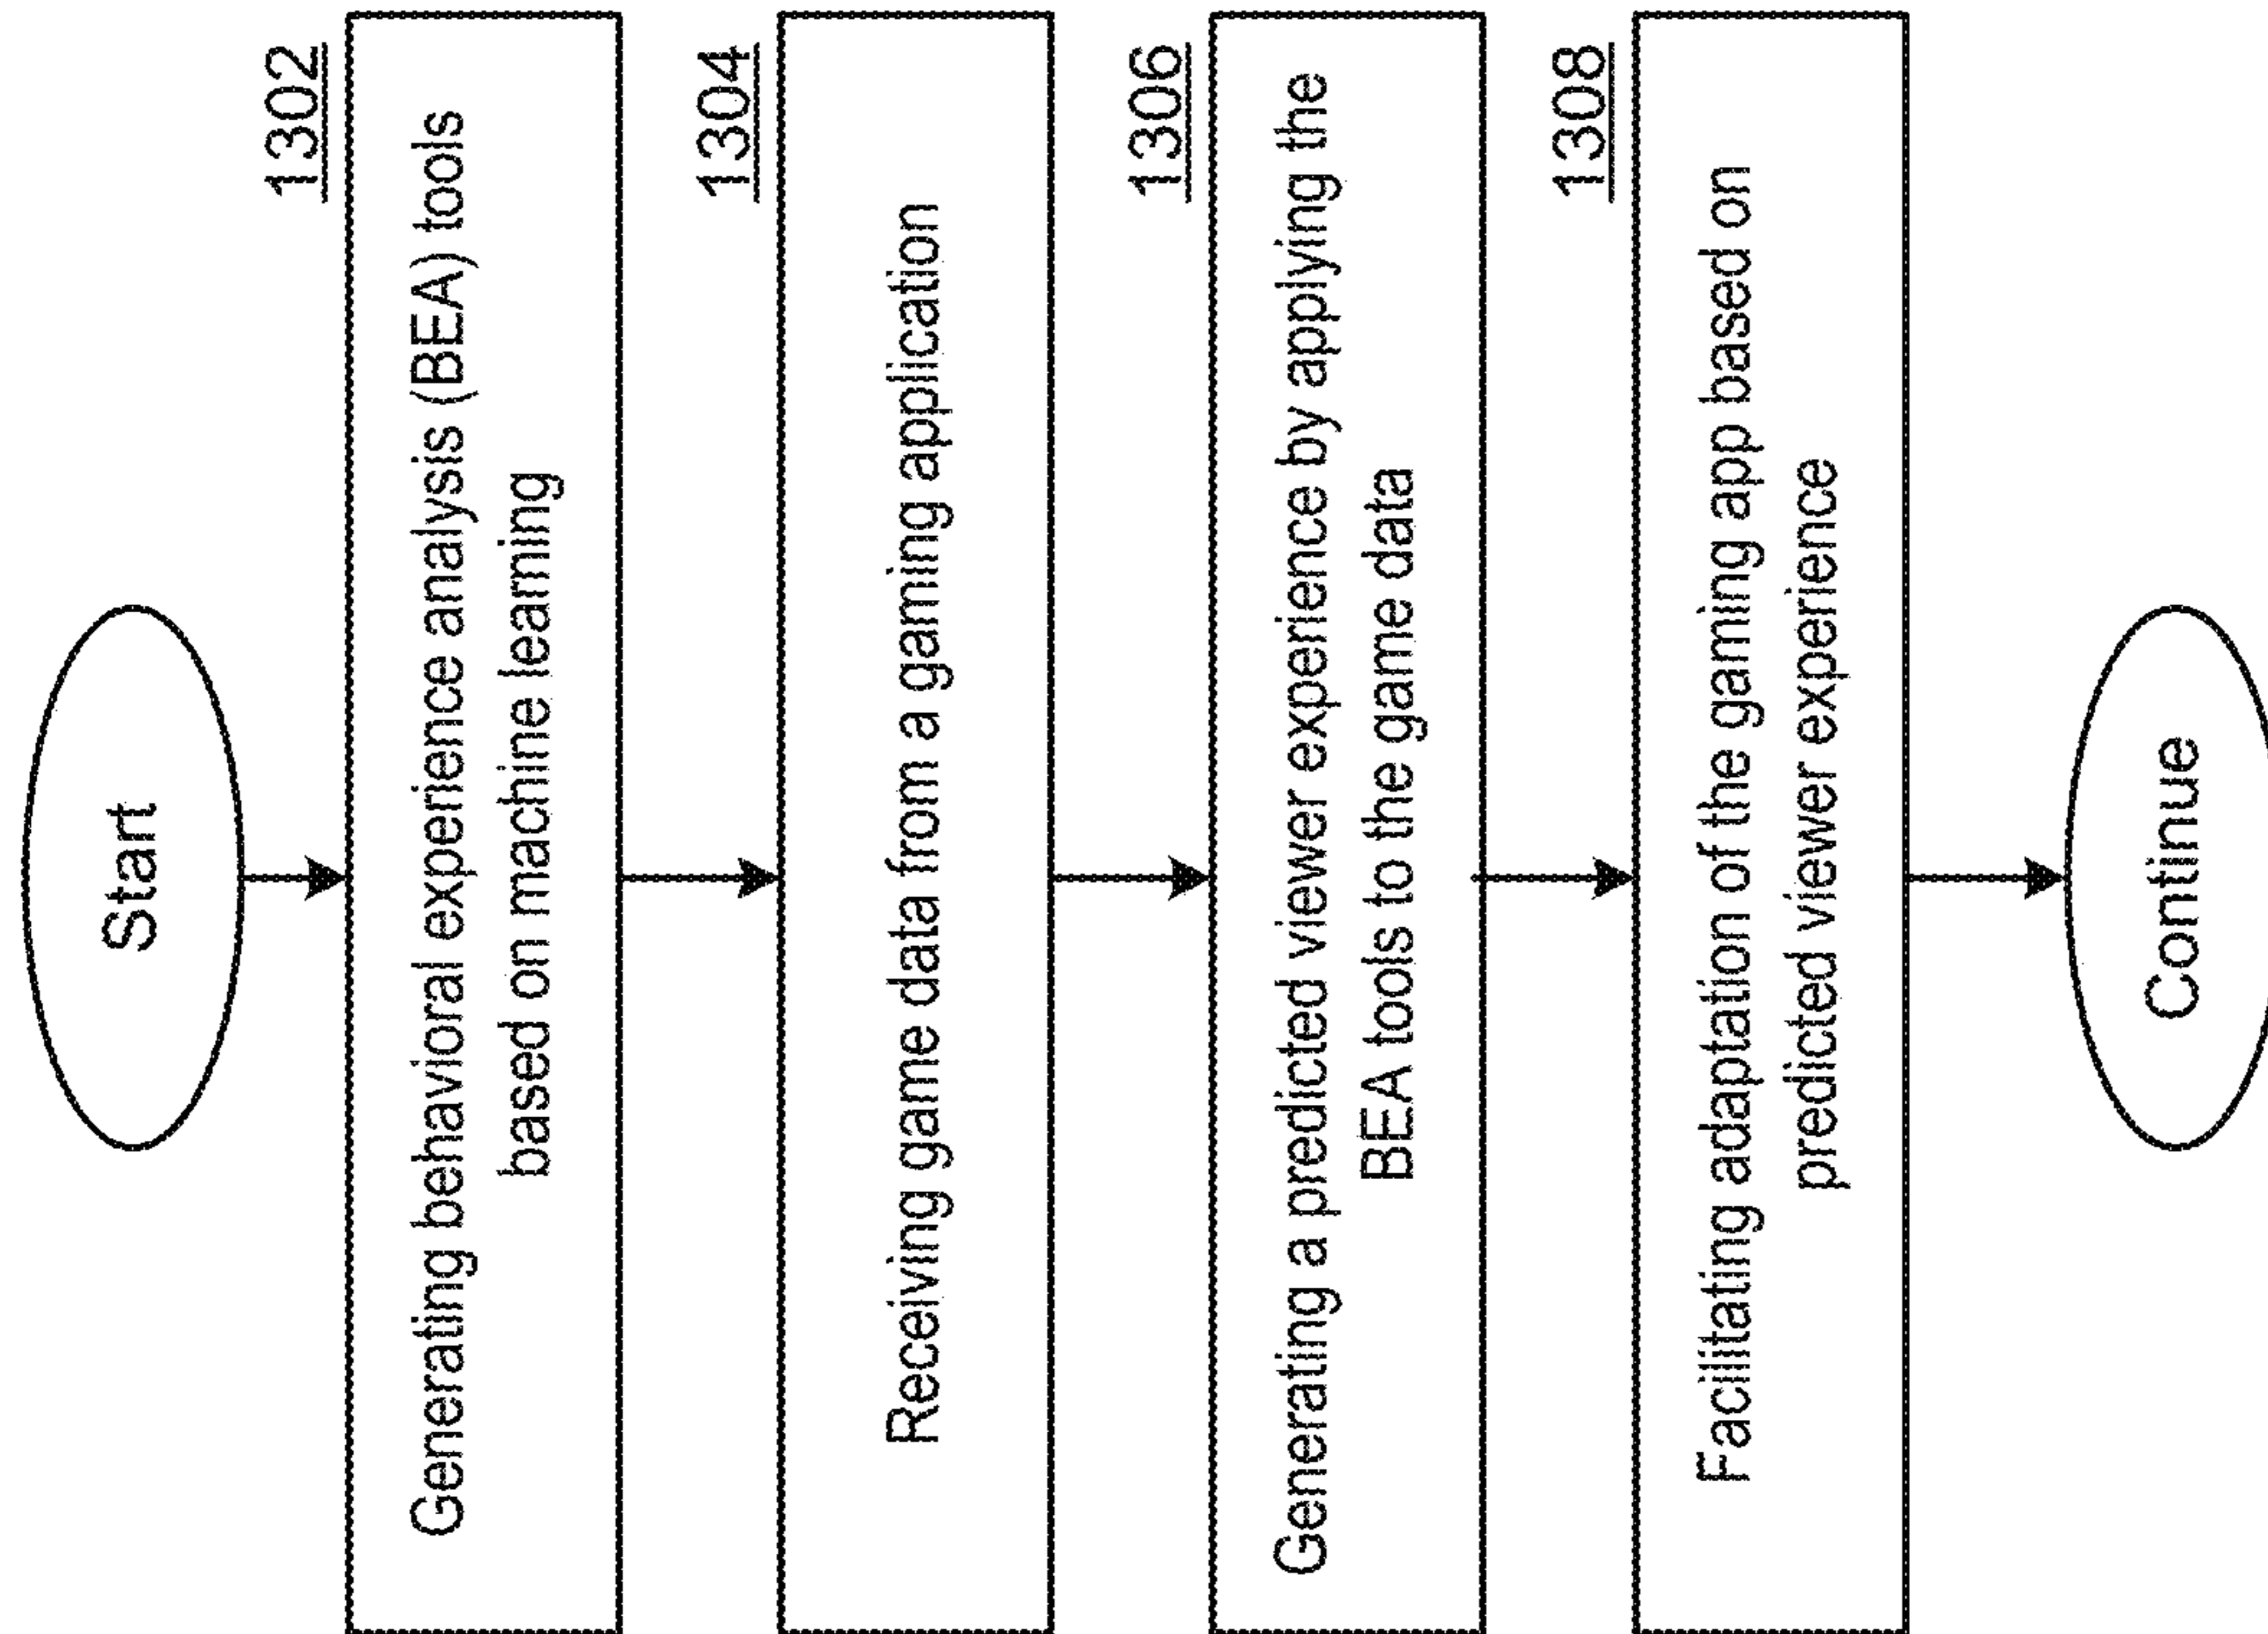 Start
1302
Generating behavioral experience analysis (BEA) tools
based on machine learning
1304
Receiving game data from a gaming application
1306
Generating a predicted viewer experience by applying the
BEA tools to the game data
1308
Facilitating adaptation of the gaming app based on
predicted viewer experience
Continue